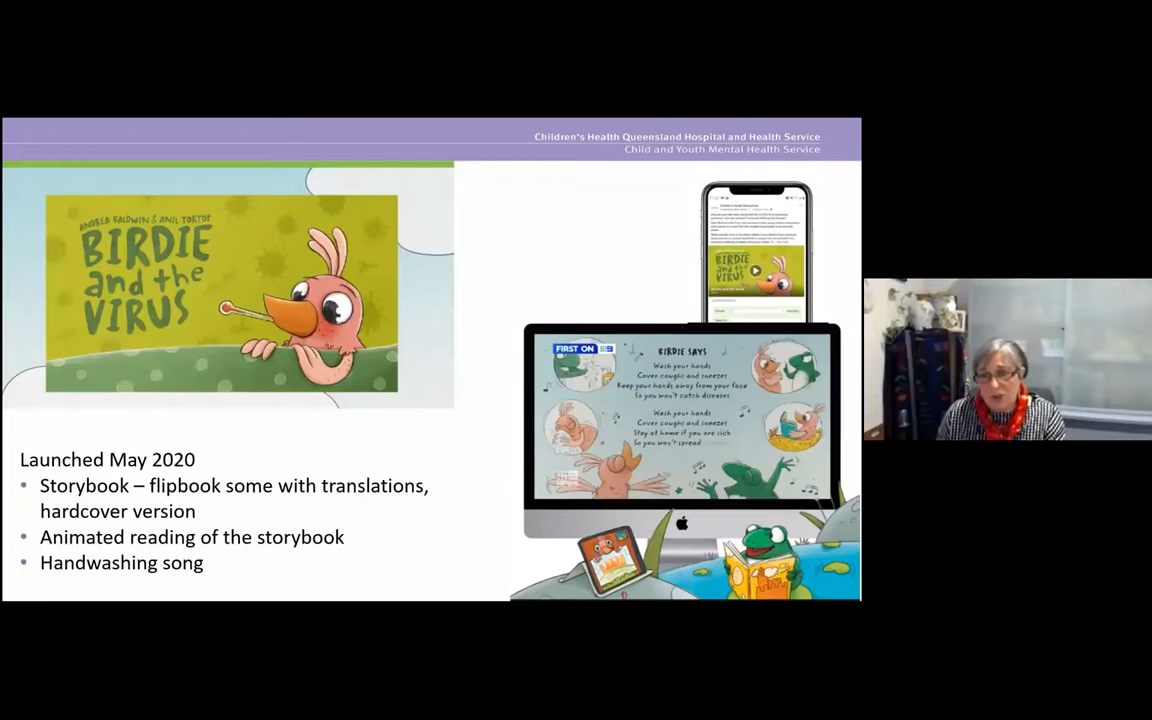 Children's Health Queensland Hospital and Health Service
Child and Youth Mental Health Service
ANDREA BALDWIN & ANIL TORTOP
BIRDIE
and the
VIRUS
Launched May 2020
• Storybook – flipbook some with translations,
hardcover version
• Animated reading of the storybook
• Handwashing song
BIRDIE
and the
VIRUS
FIRST ON 9
BIRDIE SAYS
Wash your hands
Cover coughs and sneezes
Keep your hands away from your face
So you won't catch diseases
Wash your hands
Cover coughs and sneezes
Stay at home if you are sick
So you won't spread